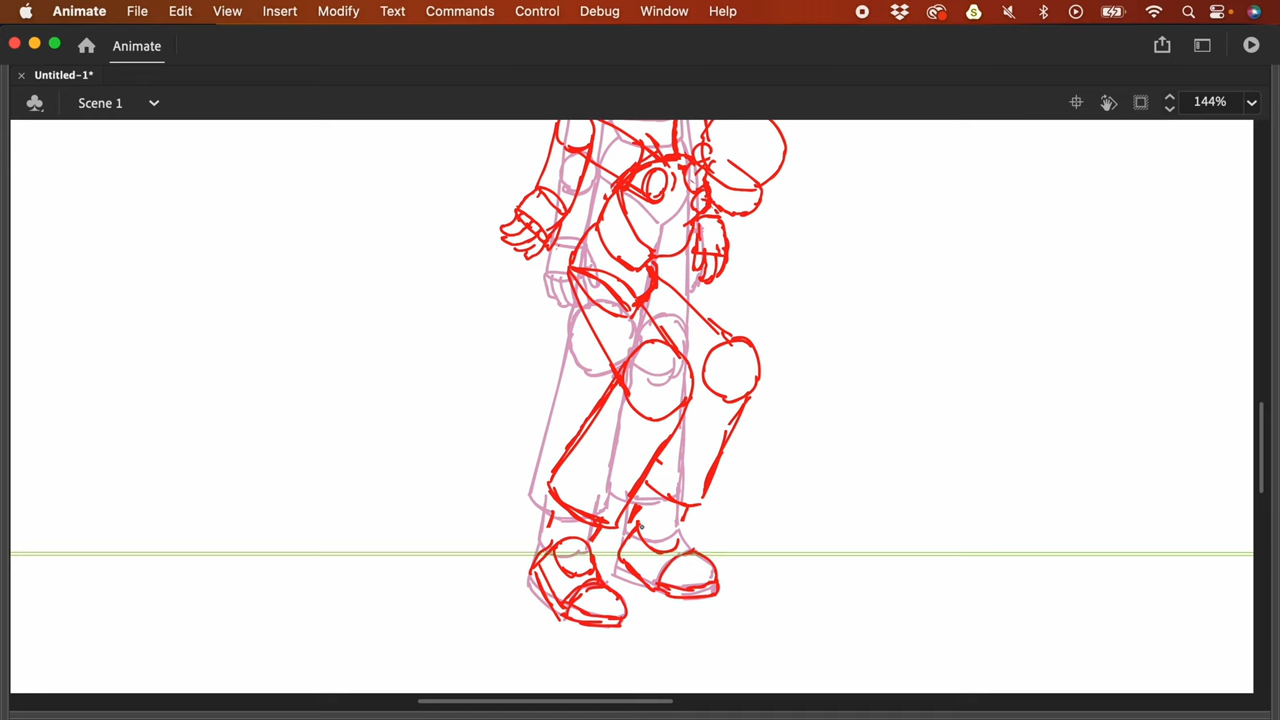 Animate File Edit View Insert Modify Text Commands Control Debug Window Help
Animate
Untitled-1*
Scene 1 144%